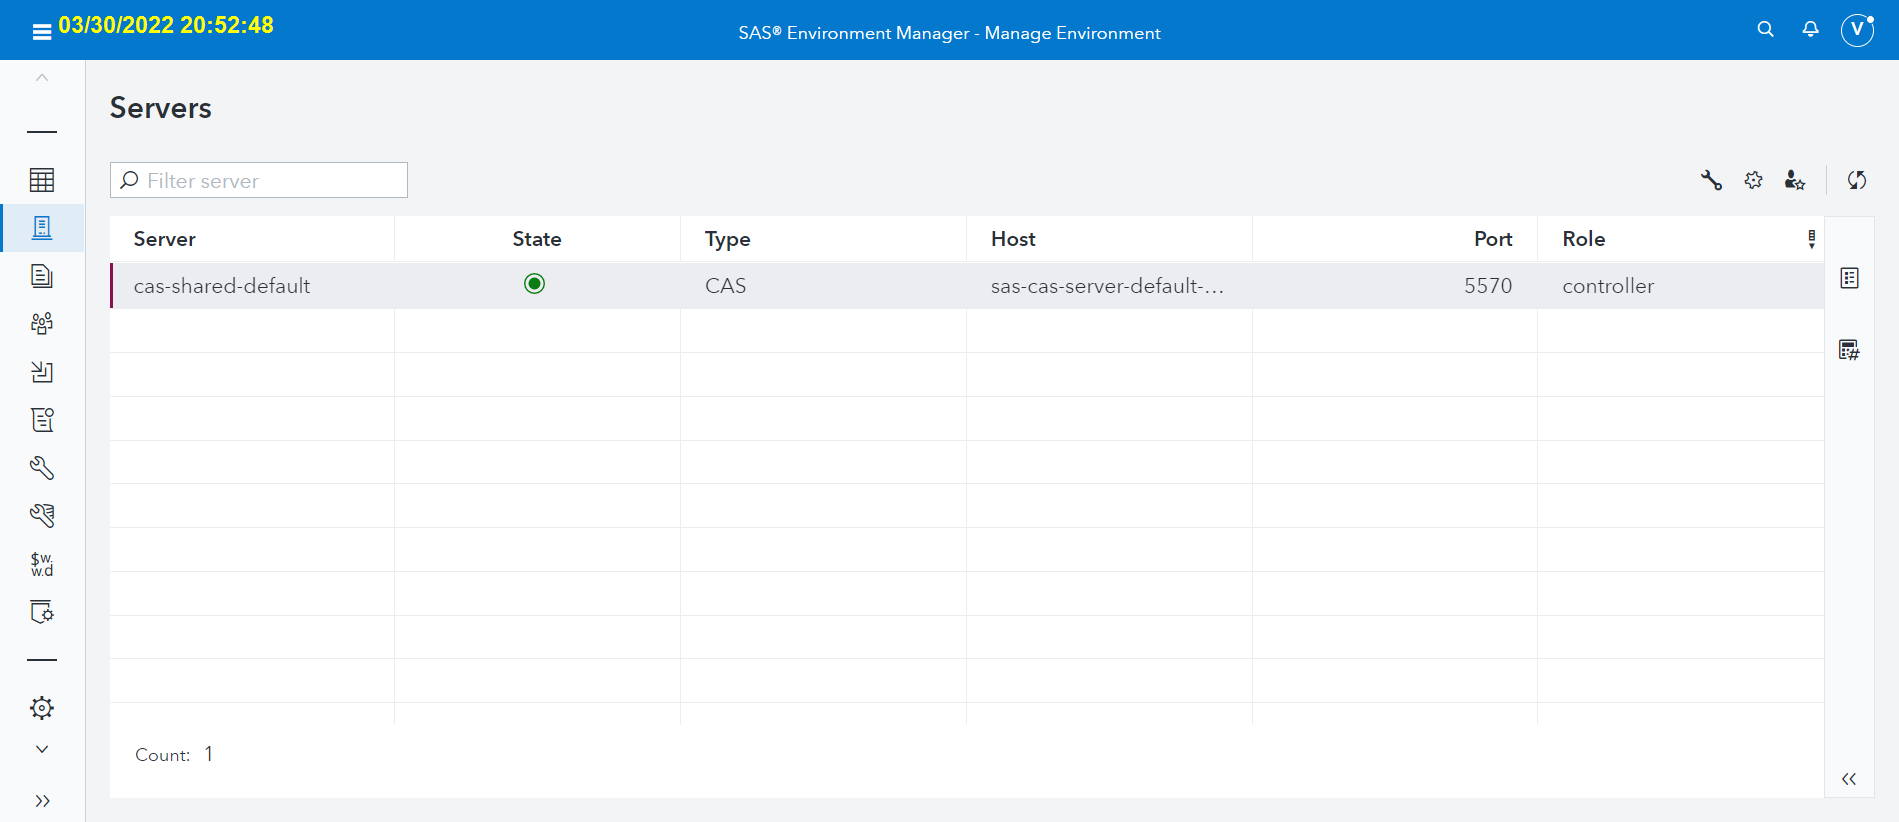 03/30/2022 20:52:48
SAS® Environment Manager - Manage Environment
V
Servers
Filter server
Server State Type Host Port Role
cas-shared-default CAS sas-cas-server-default-... 5570 controller
$w.
w.d
#
Count: 1